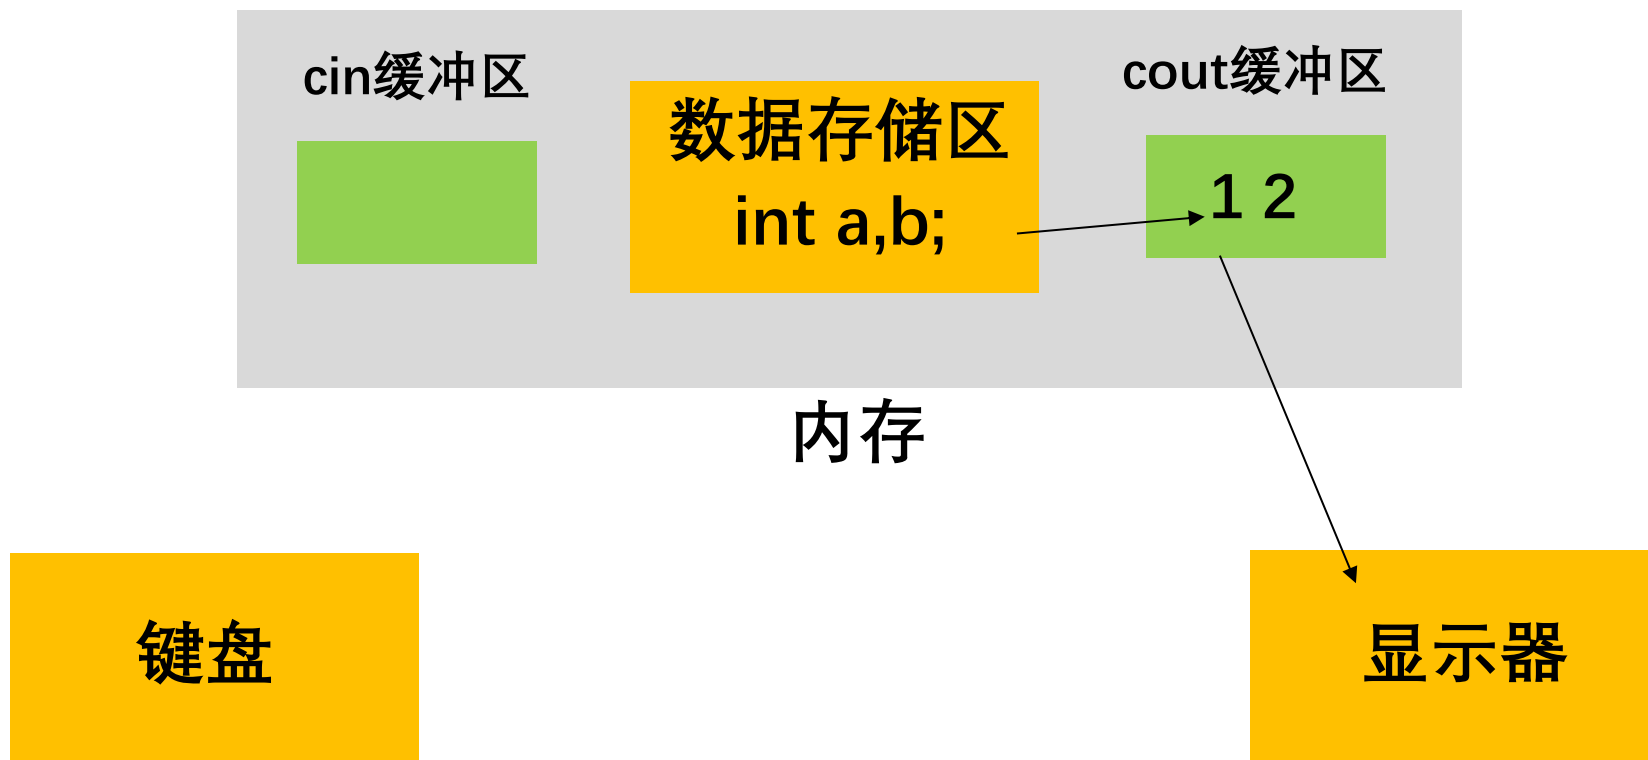 cin缓冲区
数据存储区
int a,b;
cout缓冲区
1 2
内存
键盘
显示器